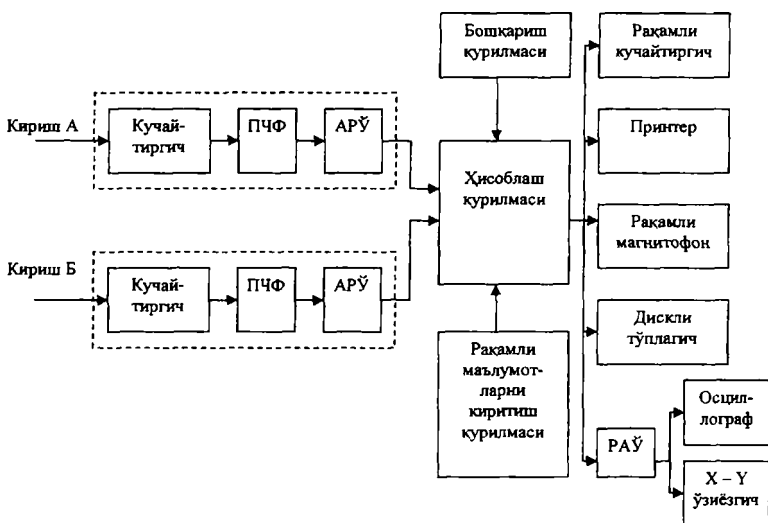 Бошқариш
қурилмаси
Рақамли
кучайтиргич
Кириш А
Кучай-
тиргич
ПЧФ
АРЎ
Принтер
Ҳисоблаш
қурилмаси
Рақамли
магнитофон
Кириш Б
Кучай-
тиргич
ПЧФ
АРЎ
Дискли
тўплагич
Рақамли
маълумот-
ларни
киритиш
қурилмаси
РАЎ
Осцил-
лограф
X – Y
ўзиёзгич